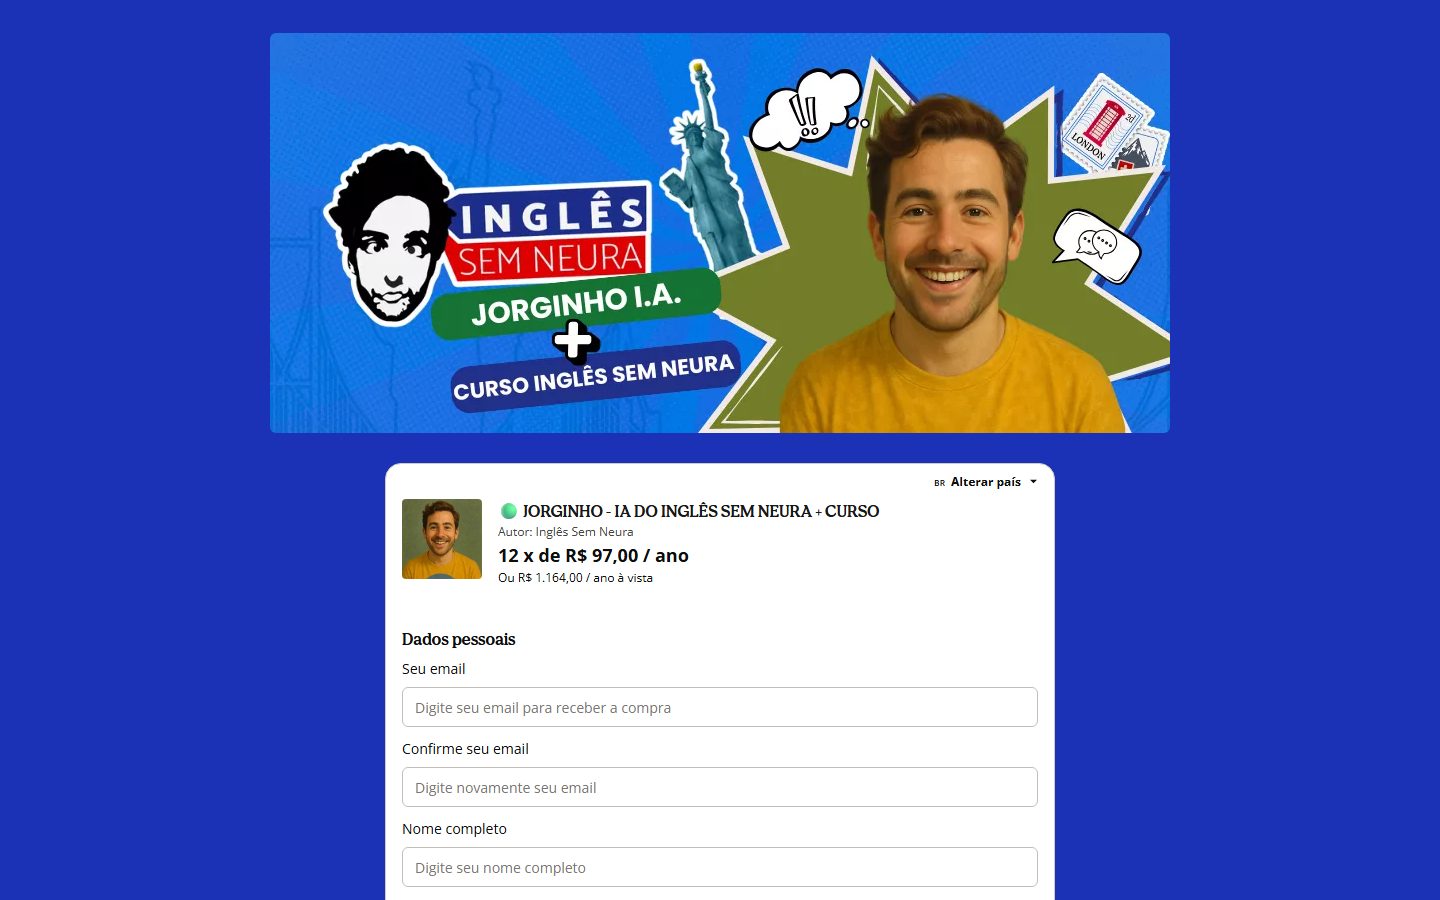 INGLÊS
SEM NEURA
JORGINHO I.A.
CURSO INGLÊS SEM NEURA
!!
LONDON
20
BR Alterar país
JORGINHO - IA DO INGLÊS SEM NEURA + CURSO
Autor: Inglês Sem Neura
12 x de R$ 97,00 / ano
Ou R$ 1.164,00 / ano à vista
Dados pessoais
Seu email
Digite seu email para receber a compra
Confirme seu email
Digite novamente seu email
Nome completo
Digite seu nome completo